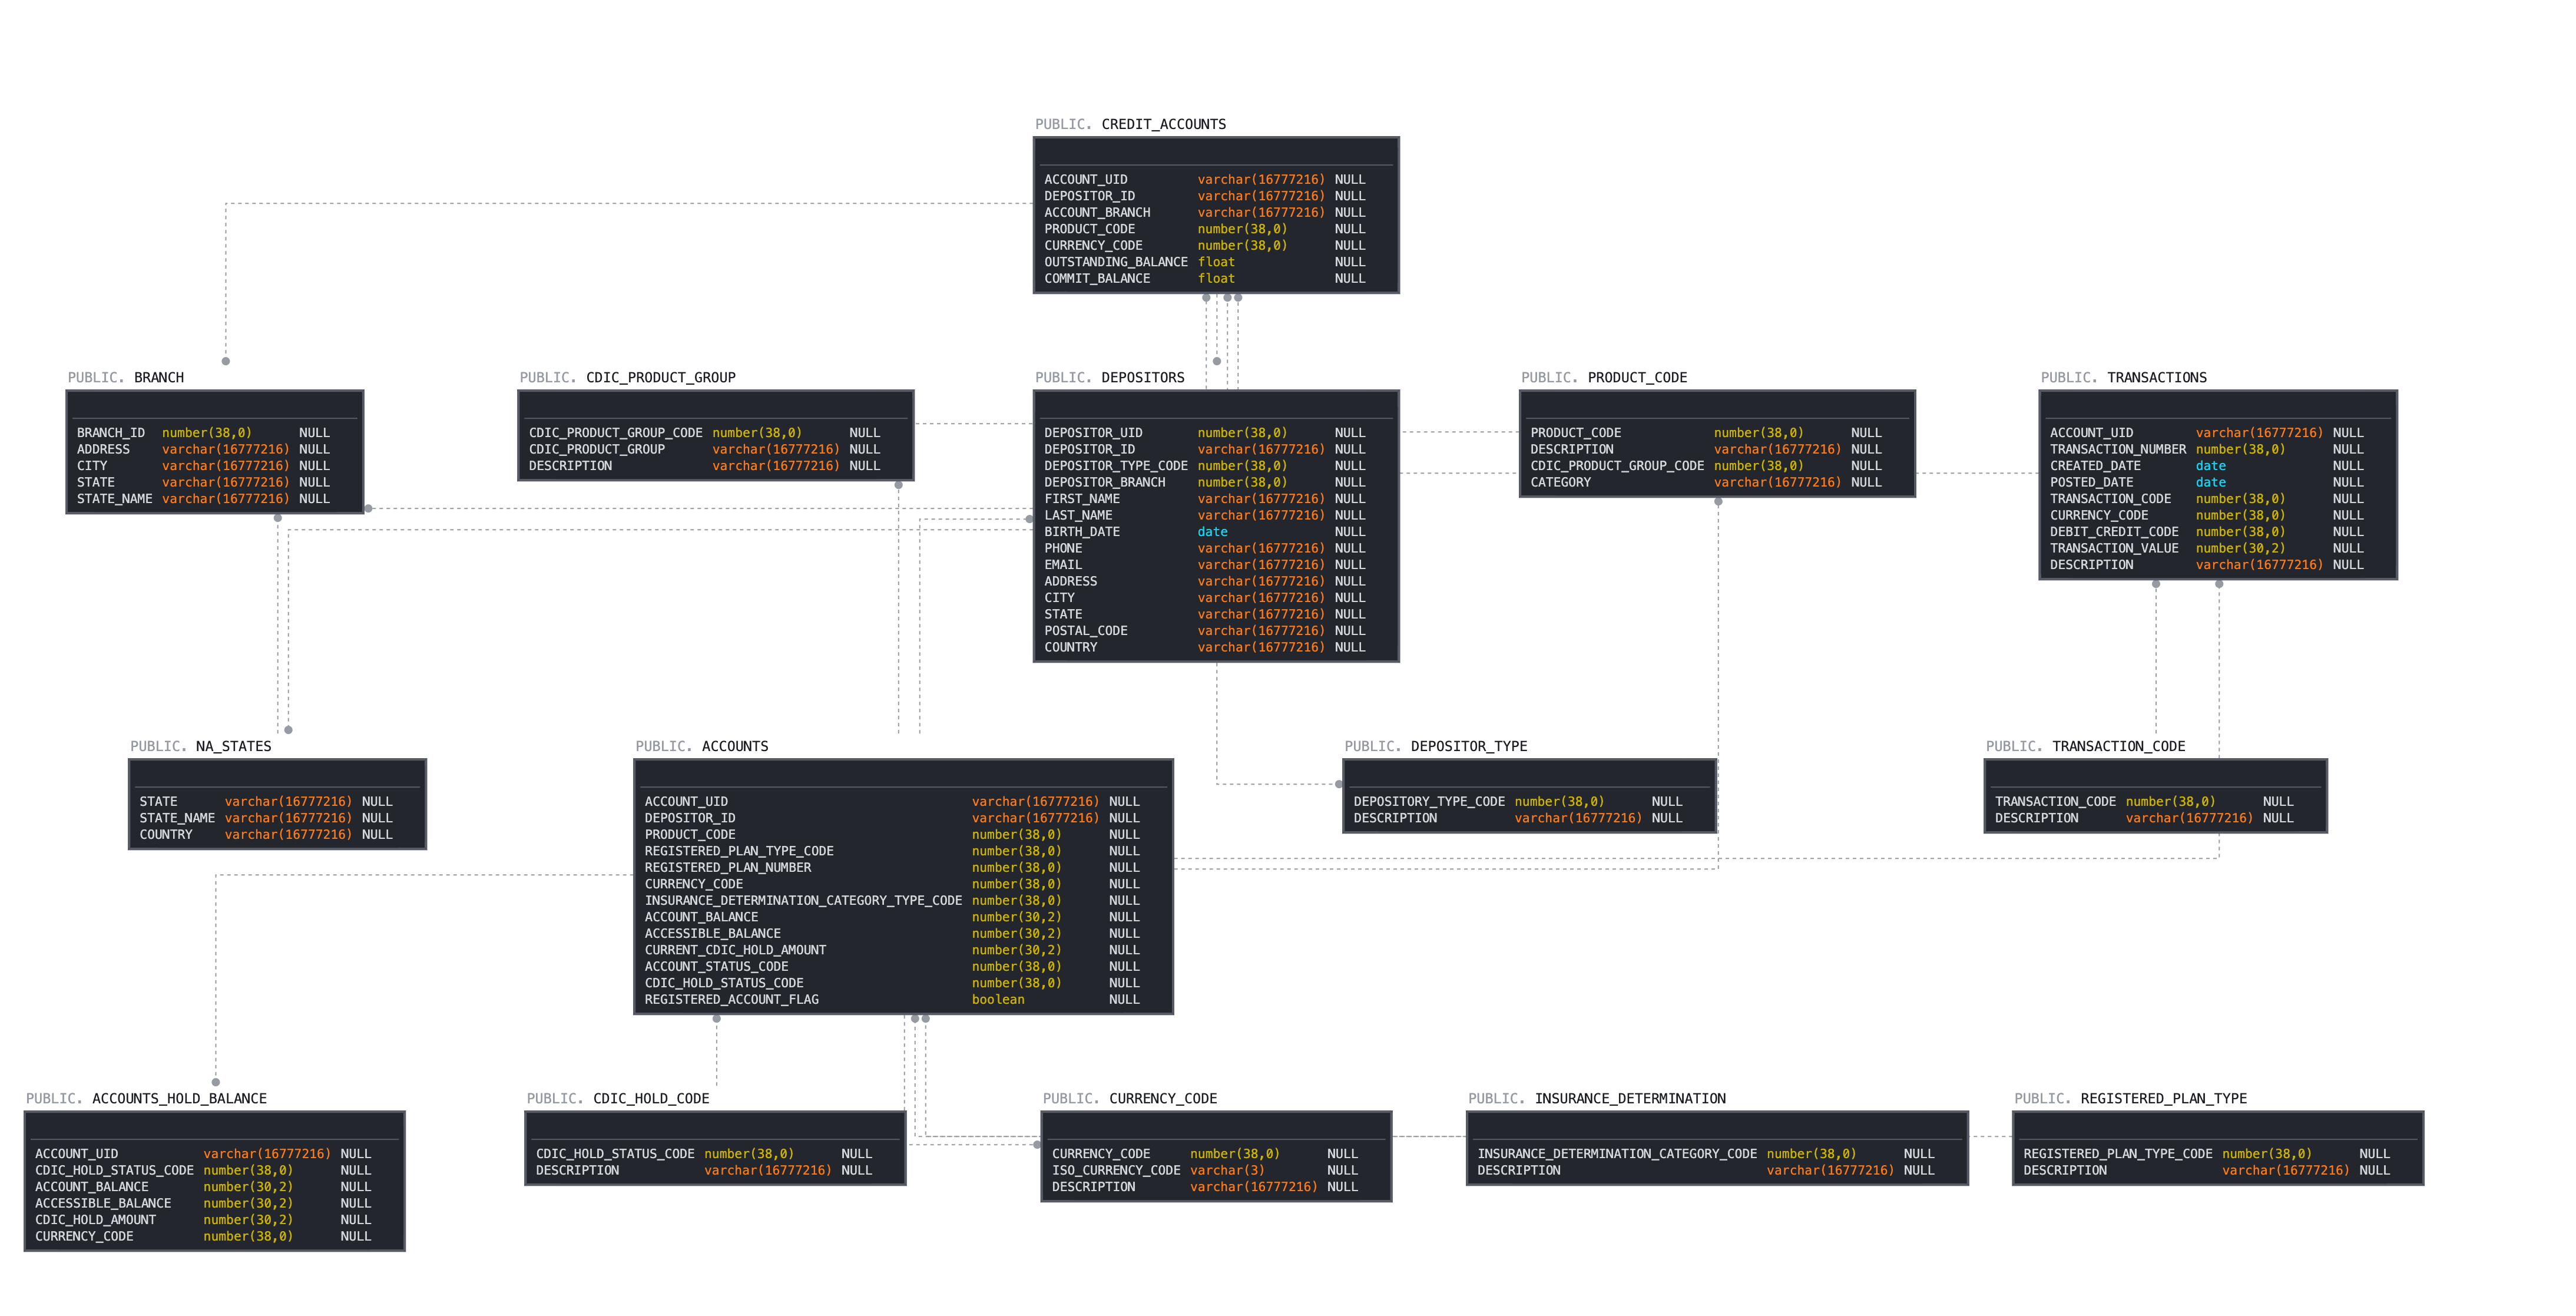 PUBLIC. CREDIT_ACCOUNTS
ACCOUNT_UID varchar(16777216) NULL
DEPOSITOR_ID varchar(16777216) NULL
ACCOUNT_BRANCH varchar(16777216) NULL
PRODUCT_CODE number(38,0) NULL
CURRENCY_CODE number(38,0) NULL
OUTSTANDING_BALANCE float NULL
COMMIT_BALANCE float NULL
PUBLIC. BRANCH
BRANCH_ID number(38,0) NULL
ADDRESS varchar(16777216) NULL
CITY varchar(16777216) NULL
STATE varchar(16777216) NULL
STATE_NAME varchar(16777216) NULL
PUBLIC. CDIC_PRODUCT_GROUP
CDIC_PRODUCT_GROUP_CODE number(38,0) NULL
CDIC_PRODUCT_GROUP varchar(16777216) NULL
DESCRIPTION varchar(16777216) NULL
PUBLIC. DEPOSITORS
DEPOSITOR_UID number(38,0) NULL
DEPOSITOR_ID varchar(16777216) NULL
DEPOSITOR_TYPE_CODE number(38,0) NULL
DEPOSITOR_BRANCH number(38,0) NULL
FIRST_NAME varchar(16777216) NULL
LAST_NAME varchar(16777216) NULL
BIRTH_DATE date NULL
PHONE varchar(16777216) NULL
EMAIL varchar(16777216) NULL
ADDRESS varchar(16777216) NULL
CITY varchar(16777216) NULL
STATE varchar(16777216) NULL
POSTAL_CODE varchar(16777216) NULL
COUNTRY varchar(16777216) NULL
PUBLIC. PRODUCT_CODE
PRODUCT_CODE number(38,0) NULL
DESCRIPTION varchar(16777216) NULL
CDIC_PRODUCT_GROUP_CODE number(38,0) NULL
CATEGORY varchar(16777216) NULL
PUBLIC. TRANSACTIONS
ACCOUNT_UID varchar(16777216) NULL
TRANSACTION_NUMBER number(38,0) NULL
CREATED_DATE date NULL
POSTED_DATE date NULL
TRANSACTION_CODE number(38,0) NULL
CURRENCY_CODE number(38,0) NULL
DEBIT_CREDIT_CODE number(38,0) NULL
TRANSACTION_VALUE number(30,2) NULL
DESCRIPTION varchar(16777216) NULL
PUBLIC. NA_STATES
STATE varchar(16777216) NULL
STATE_NAME varchar(16777216) NULL
COUNTRY varchar(16777216) NULL
PUBLIC. ACCOUNTS
ACCOUNT_UID varchar(16777216) NULL
DEPOSITOR_ID varchar(16777216) NULL
PRODUCT_CODE number(38,0) NULL
REGISTERED_PLAN_TYPE_CODE number(38,0) NULL
REGISTERED_PLAN_NUMBER number(38,0) NULL
CURRENCY_CODE number(38,0) NULL
INSURANCE_DETERMINATION_CATEGORY_TYPE_CODE number(38,0) NULL
ACCOUNT_BALANCE number(30,2) NULL
ACCESSIBLE_BALANCE number(30,2) NULL
CURRENT_CDIC_HOLD_AMOUNT number(30,2) NULL
ACCOUNT_STATUS_CODE number(38,0) NULL
CDIC_HOLD_STATUS_CODE number(38,0) NULL
REGISTERED_ACCOUNT_FLAG boolean NULL
PUBLIC. DEPOSITOR_TYPE
DEPOSITORY_TYPE_CODE number(38,0) NULL
DESCRIPTION varchar(16777216) NULL
PUBLIC. TRANSACTION_CODE
TRANSACTION_CODE number(38,0) NULL
DESCRIPTION varchar(16777216) NULL
PUBLIC. ACCOUNTS_HOLD_BALANCE
ACCOUNT_UID varchar(16777216) NULL
CDIC_HOLD_STATUS_CODE number(38,0) NULL
ACCOUNT_BALANCE number(30,2) NULL
ACCESSIBLE_BALANCE number(30,2) NULL
CDIC_HOLD_AMOUNT number(30,2) NULL
CURRENCY_CODE number(38,0) NULL
PUBLIC. CDIC_HOLD_CODE
CDIC_HOLD_STATUS_CODE number(38,0) NULL
DESCRIPTION varchar(16777216) NULL
PUBLIC. CURRENCY_CODE
CURRENCY_CODE number(38,0) NULL
ISO_CURRENCY_CODE varchar(3) NULL
DESCRIPTION varchar(16777216) NULL
PUBLIC. INSURANCE_DETERMINATION
INSURANCE_DETERMINATION_CATEGORY_CODE number(38,0) NULL
DESCRIPTION varchar(16777216) NULL
PUBLIC. REGISTERED_PLAN_TYPE
REGISTERED_PLAN_TYPE_CODE number(38,0) NULL
DESCRIPTION varchar(16777216) NULL